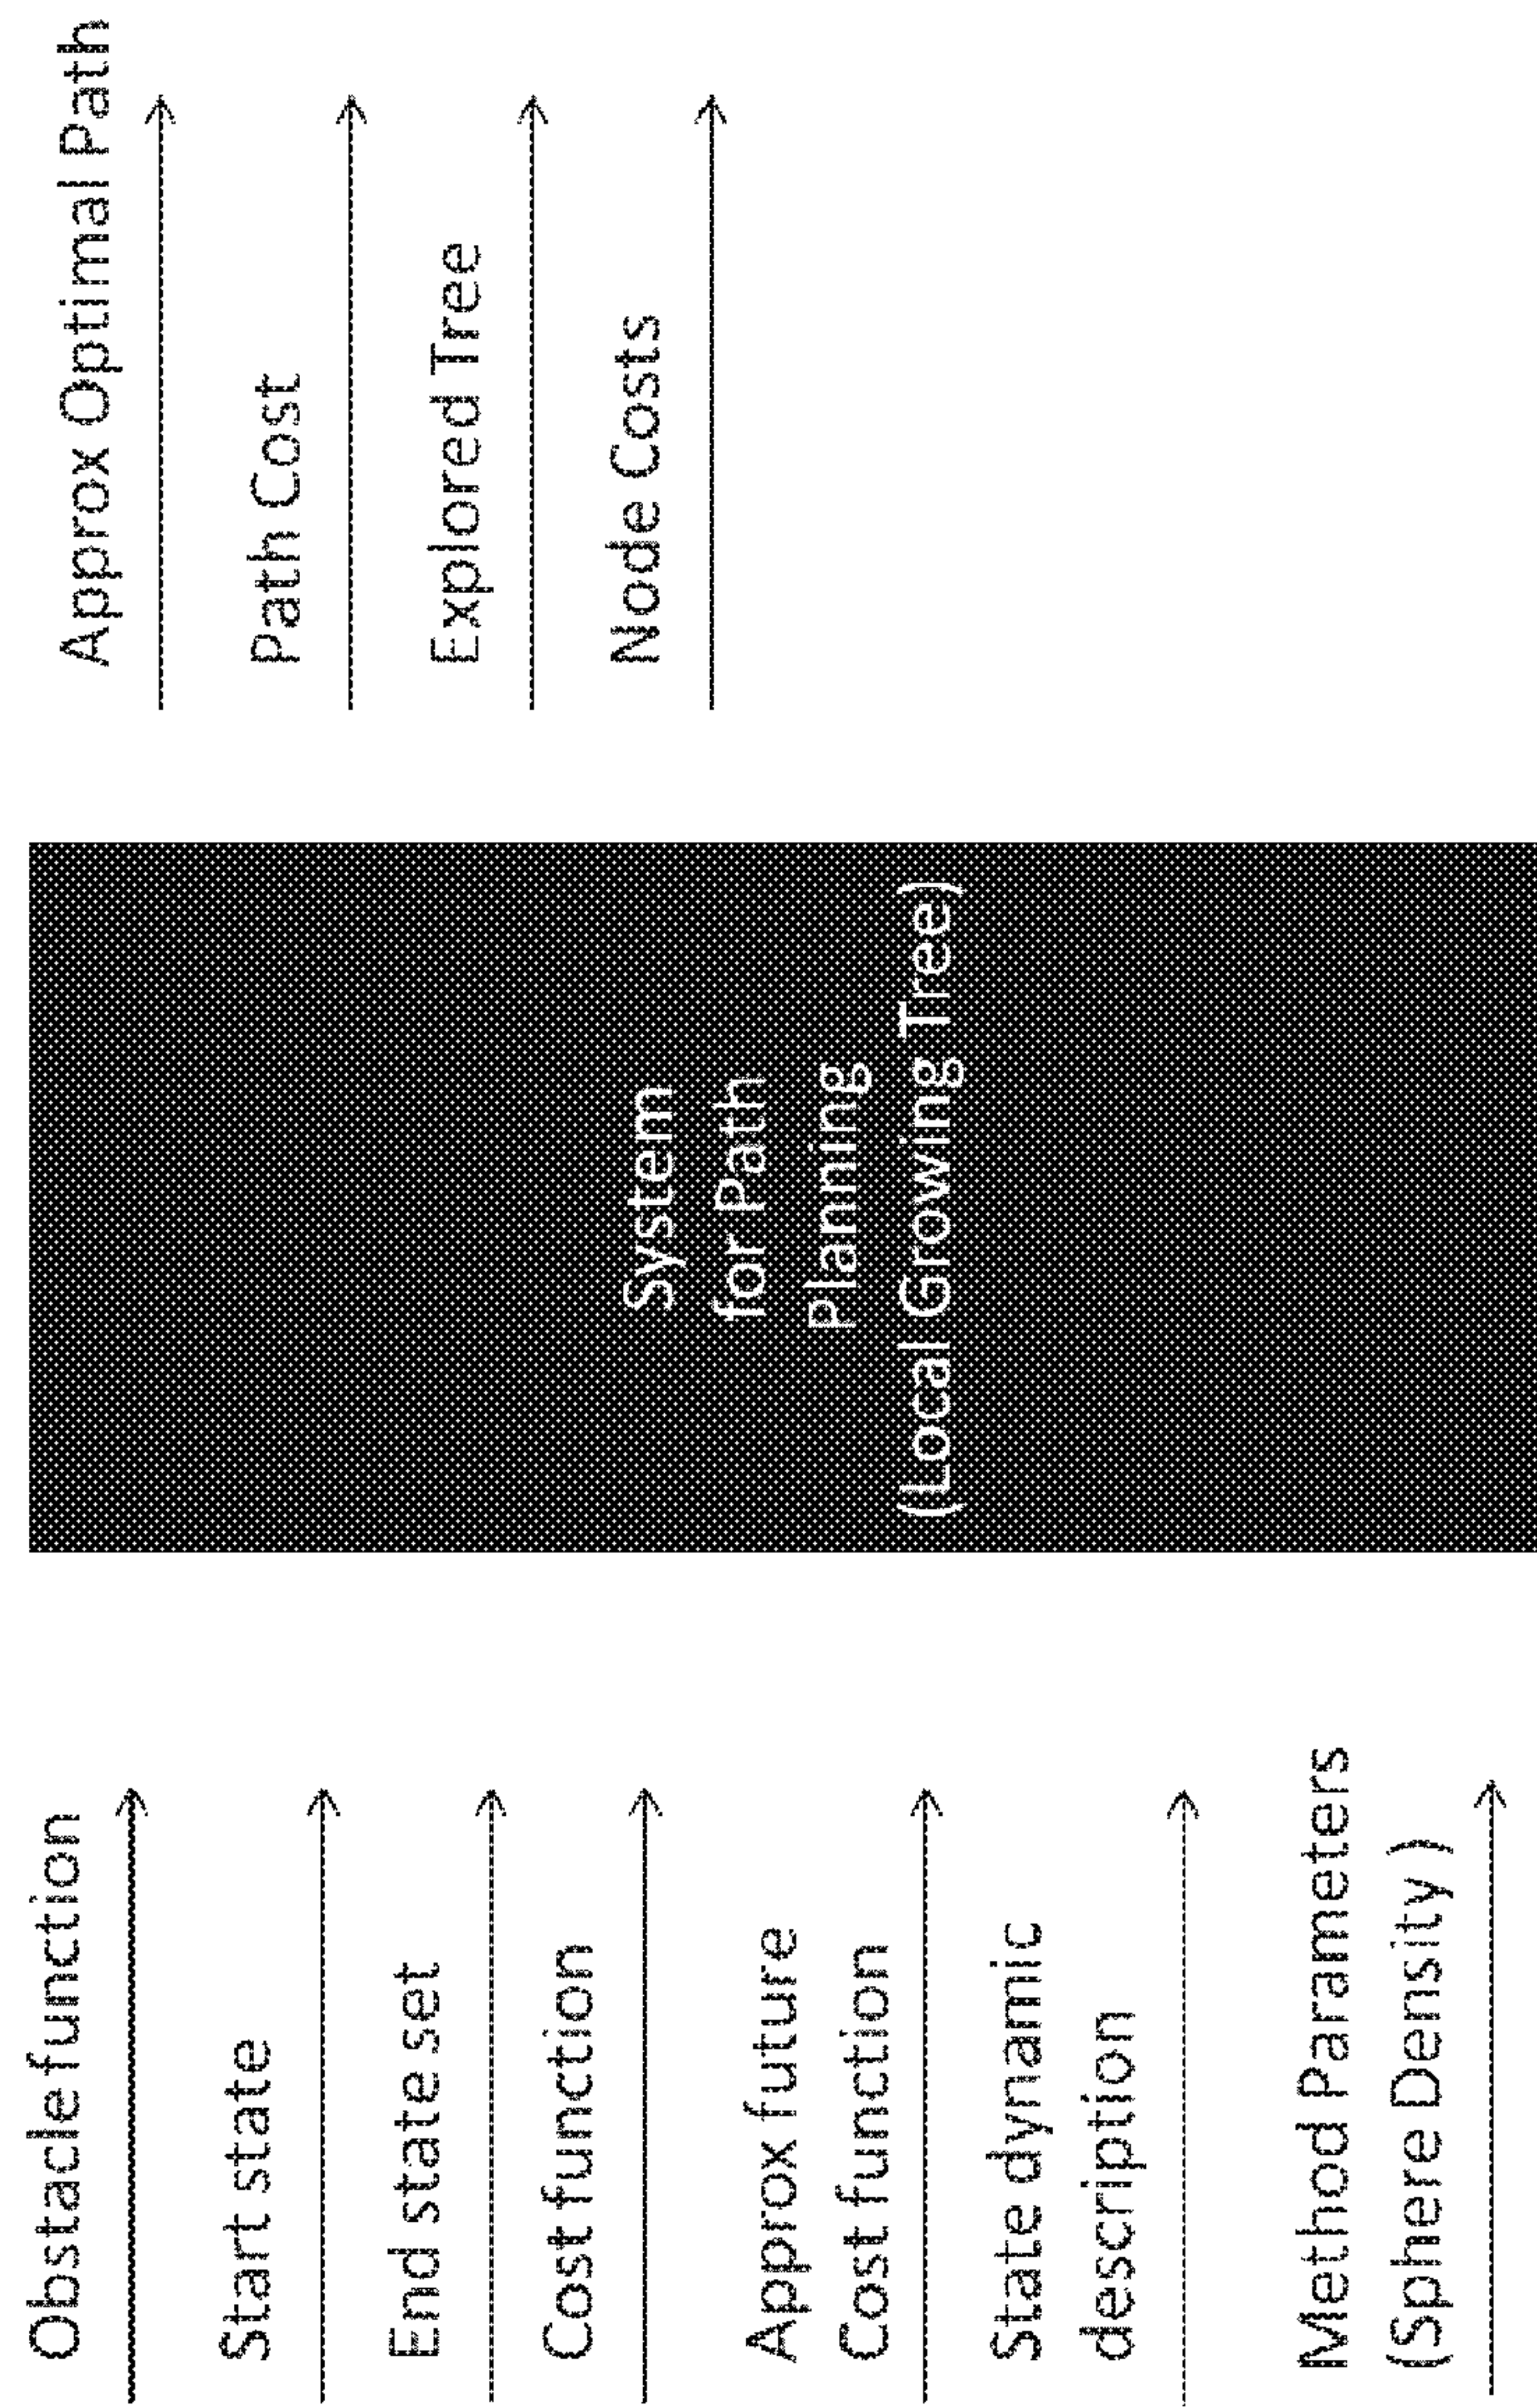 Obstacle function
Start state
End state set
Cost function
Approx future
Cost function
State dynamic
description
Method Parameters
(Sphere Density )
System
for Path
Planning
(Local Growing Tree)
Approx Optimal Path
Path Cost
Explored Tree
Node Costs